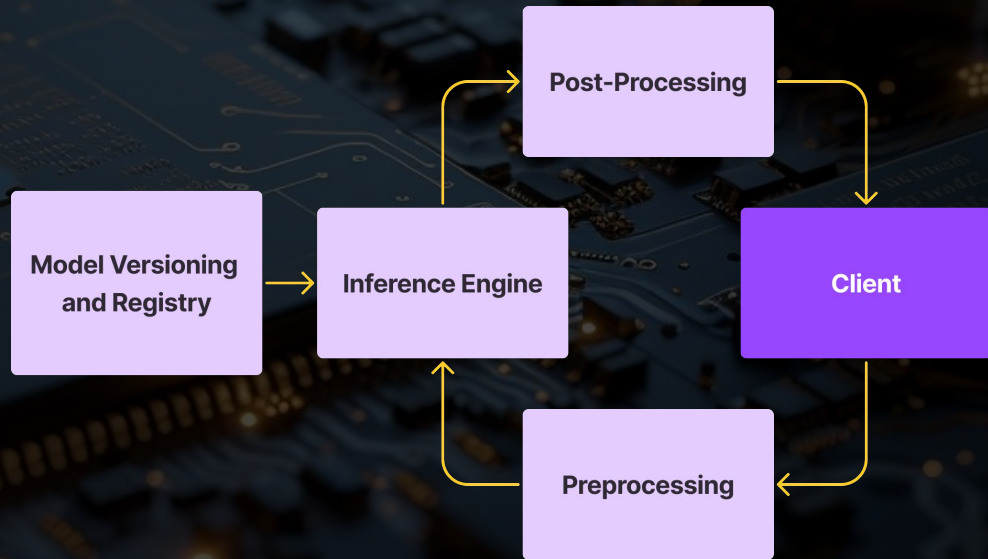 Post-Processing
Model Versioning
and Registry
Inference Engine
Client
Preprocessing